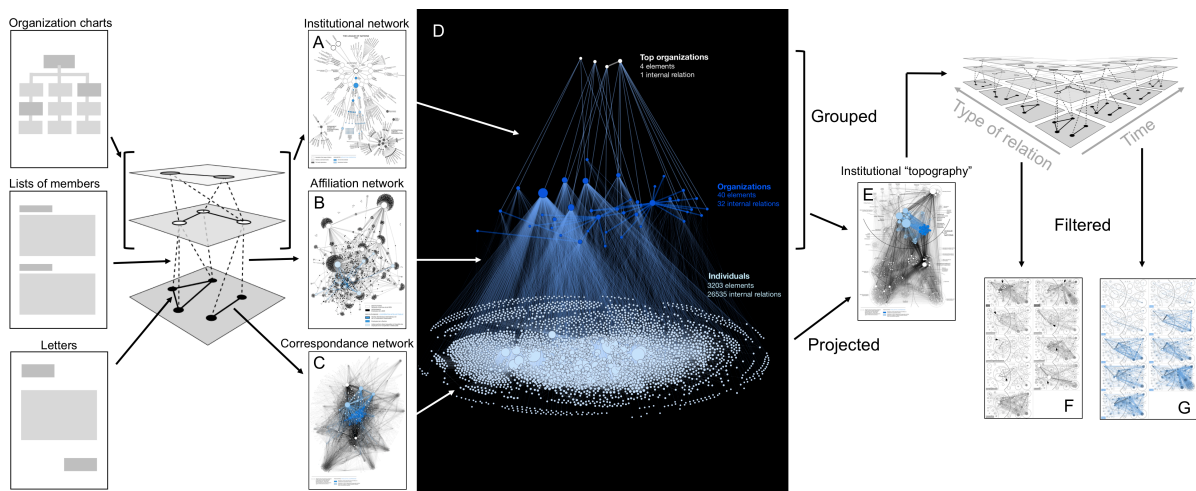 Organization charts
Lists of members
Letters
Institutional network
A
Affiliation network
B
Correspondance network
C
D
Top organizations
4 elements
1 internal relation
Organizations
40 elements
32 internal relations
Individuals
3203 elements
26535 internal relations
Grouped
Projected
Institutional “topography”
E
Type of relation
Time
Filtered
F
G